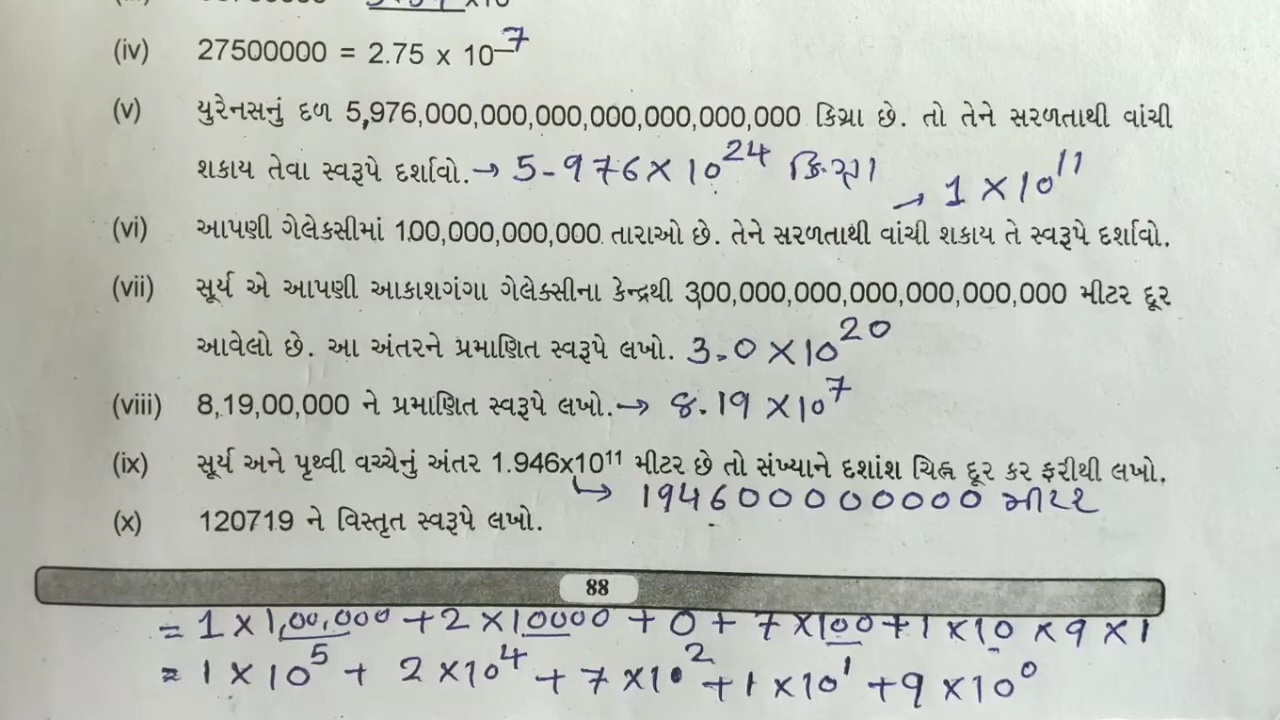 (iv) 27500000 = 2.75 x 10 7
(v) યુરેનસનું દળ 5,976,000,000,000,000,000,000,000 કિગ્રા છે. તો તેને સરળતાથી વાંચી
શકાય તેવા સ્વરૂપે દર્શાવો. → 5-976 × 10 24 કિ.ગ્રા
→ 1 × 10 11
(vi) આપણી ગેલેકસીમાં 100,000,000,000 તારાઓ છે. તેને સરળતાથી વાંચી શકાય તે સ્વરૂપે દર્શાવો.
(vii) સૂર્ય એ આપણી આકાશગંગા ગેલેક્સીના કેન્દ્રથી 300,000,000,000,000,000,000 મીટર દૂર
આવેલો છે. આ અંતરને પ્રમાણિત સ્વરૂપે લખો. 3.0 × 10 20
(viii) 8,19,00,000 ને પ્રમાણિત સ્વરૂપે લખો. → 8.19 × 10 7
(ix) સૂર્ય અને પૃથ્વી વચ્ચેનું અંતર 1.946x10¹¹ મીટર છે તો સંખ્યાને દશાંશ ચિહ્ન દૂર કર ફરીથી લખો.
→ 194600000000 મીટર
(x) 120719 ને વિસ્તૃત સ્વરૂપે લખો.
88
= 1 × 1,00,000 + 2 × 10000 + 0 + 7 × 100 + 1 × 10 × 9 × 1
= 1 × 10 5 + 2 × 10 4 + 7 × 10 2 + 1 × 10 1 + 9 × 10 0